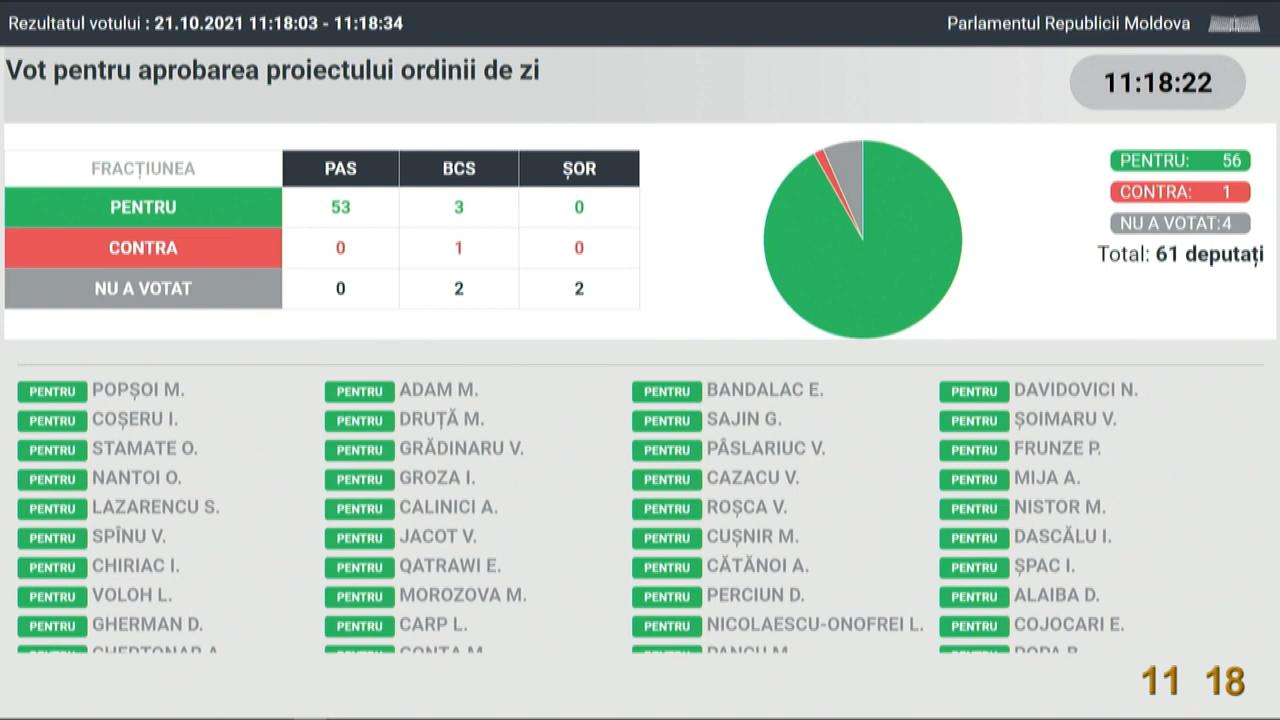 Rezultatul votului : 21.10.2021 11:18:03 - 11:18:34 Parlamentul Republicii Moldova
Vot pentru aprobarea proiectului ordinii de zi
11:18:22
FRACȚIUNEA PAS BCS ȘOR
PENTRU 53 3 0
CONTRA 0 1 0
NU A VOTAT 0 2 2
PENTRU: 56
CONTRA: 1
NU A VOTAT:4
Total: 61 deputați
PENTRU POPȘOI M. PENTRU ADAM M. PENTRU BANDALAC E. PENTRU DAVIDOVICI N.
PENTRU COȘERU I. PENTRU DRUȚĂ M. PENTRU SAJIN G. PENTRU ȘOIMARU V.
PENTRU STAMATE O. PENTRU GRĂDINARU V. PENTRU PÂSLARIUC V. PENTRU FRUNZE P.
PENTRU NANTOI O. PENTRU GROZA I. PENTRU CAZACU V. PENTRU MIJA A.
PENTRU LAZARENCU S. PENTRU CALINICI A. PENTRU ROȘCA V. PENTRU NISTOR M.
PENTRU SPÎNU V. PENTRU JACOT V. PENTRU CUȘNIR M. PENTRU DASCĂLU I.
PENTRU CHIRIAC I. PENTRU QATRAWI E. PENTRU CĂTĂNOI A. PENTRU ȘPAC I.
PENTRU VOLOH L. PENTRU MOROZOVA M. PENTRU PERCIUN D. PENTRU ALAIBA D.
PENTRU GHERMAN D. PENTRU CARP L. PENTRU NICOLAESCU-ONOFREI L. PENTRU COJOCARI E.
11 18